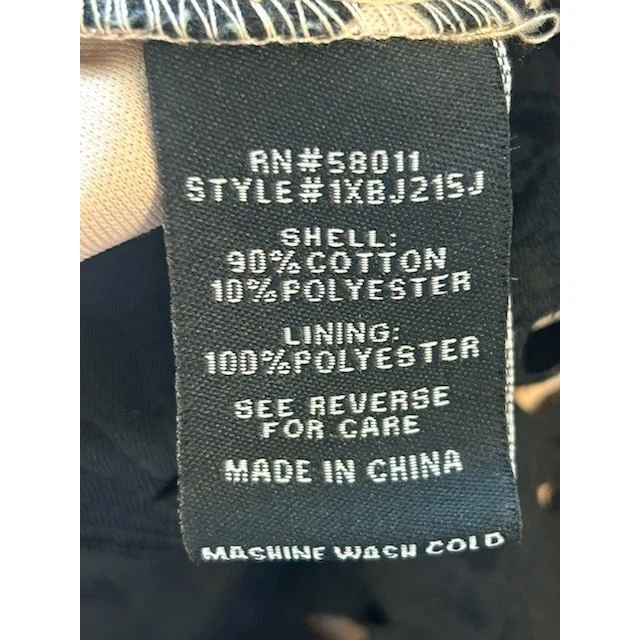 RN#58011
STYLE#1XBJ215J
SHELL:
90%COTTON
10%POLYESTER
LINING:
100%POLYESTER
SEE REVERSE
FOR CARE
MADE IN CHINA
MASHINE WASH COLD